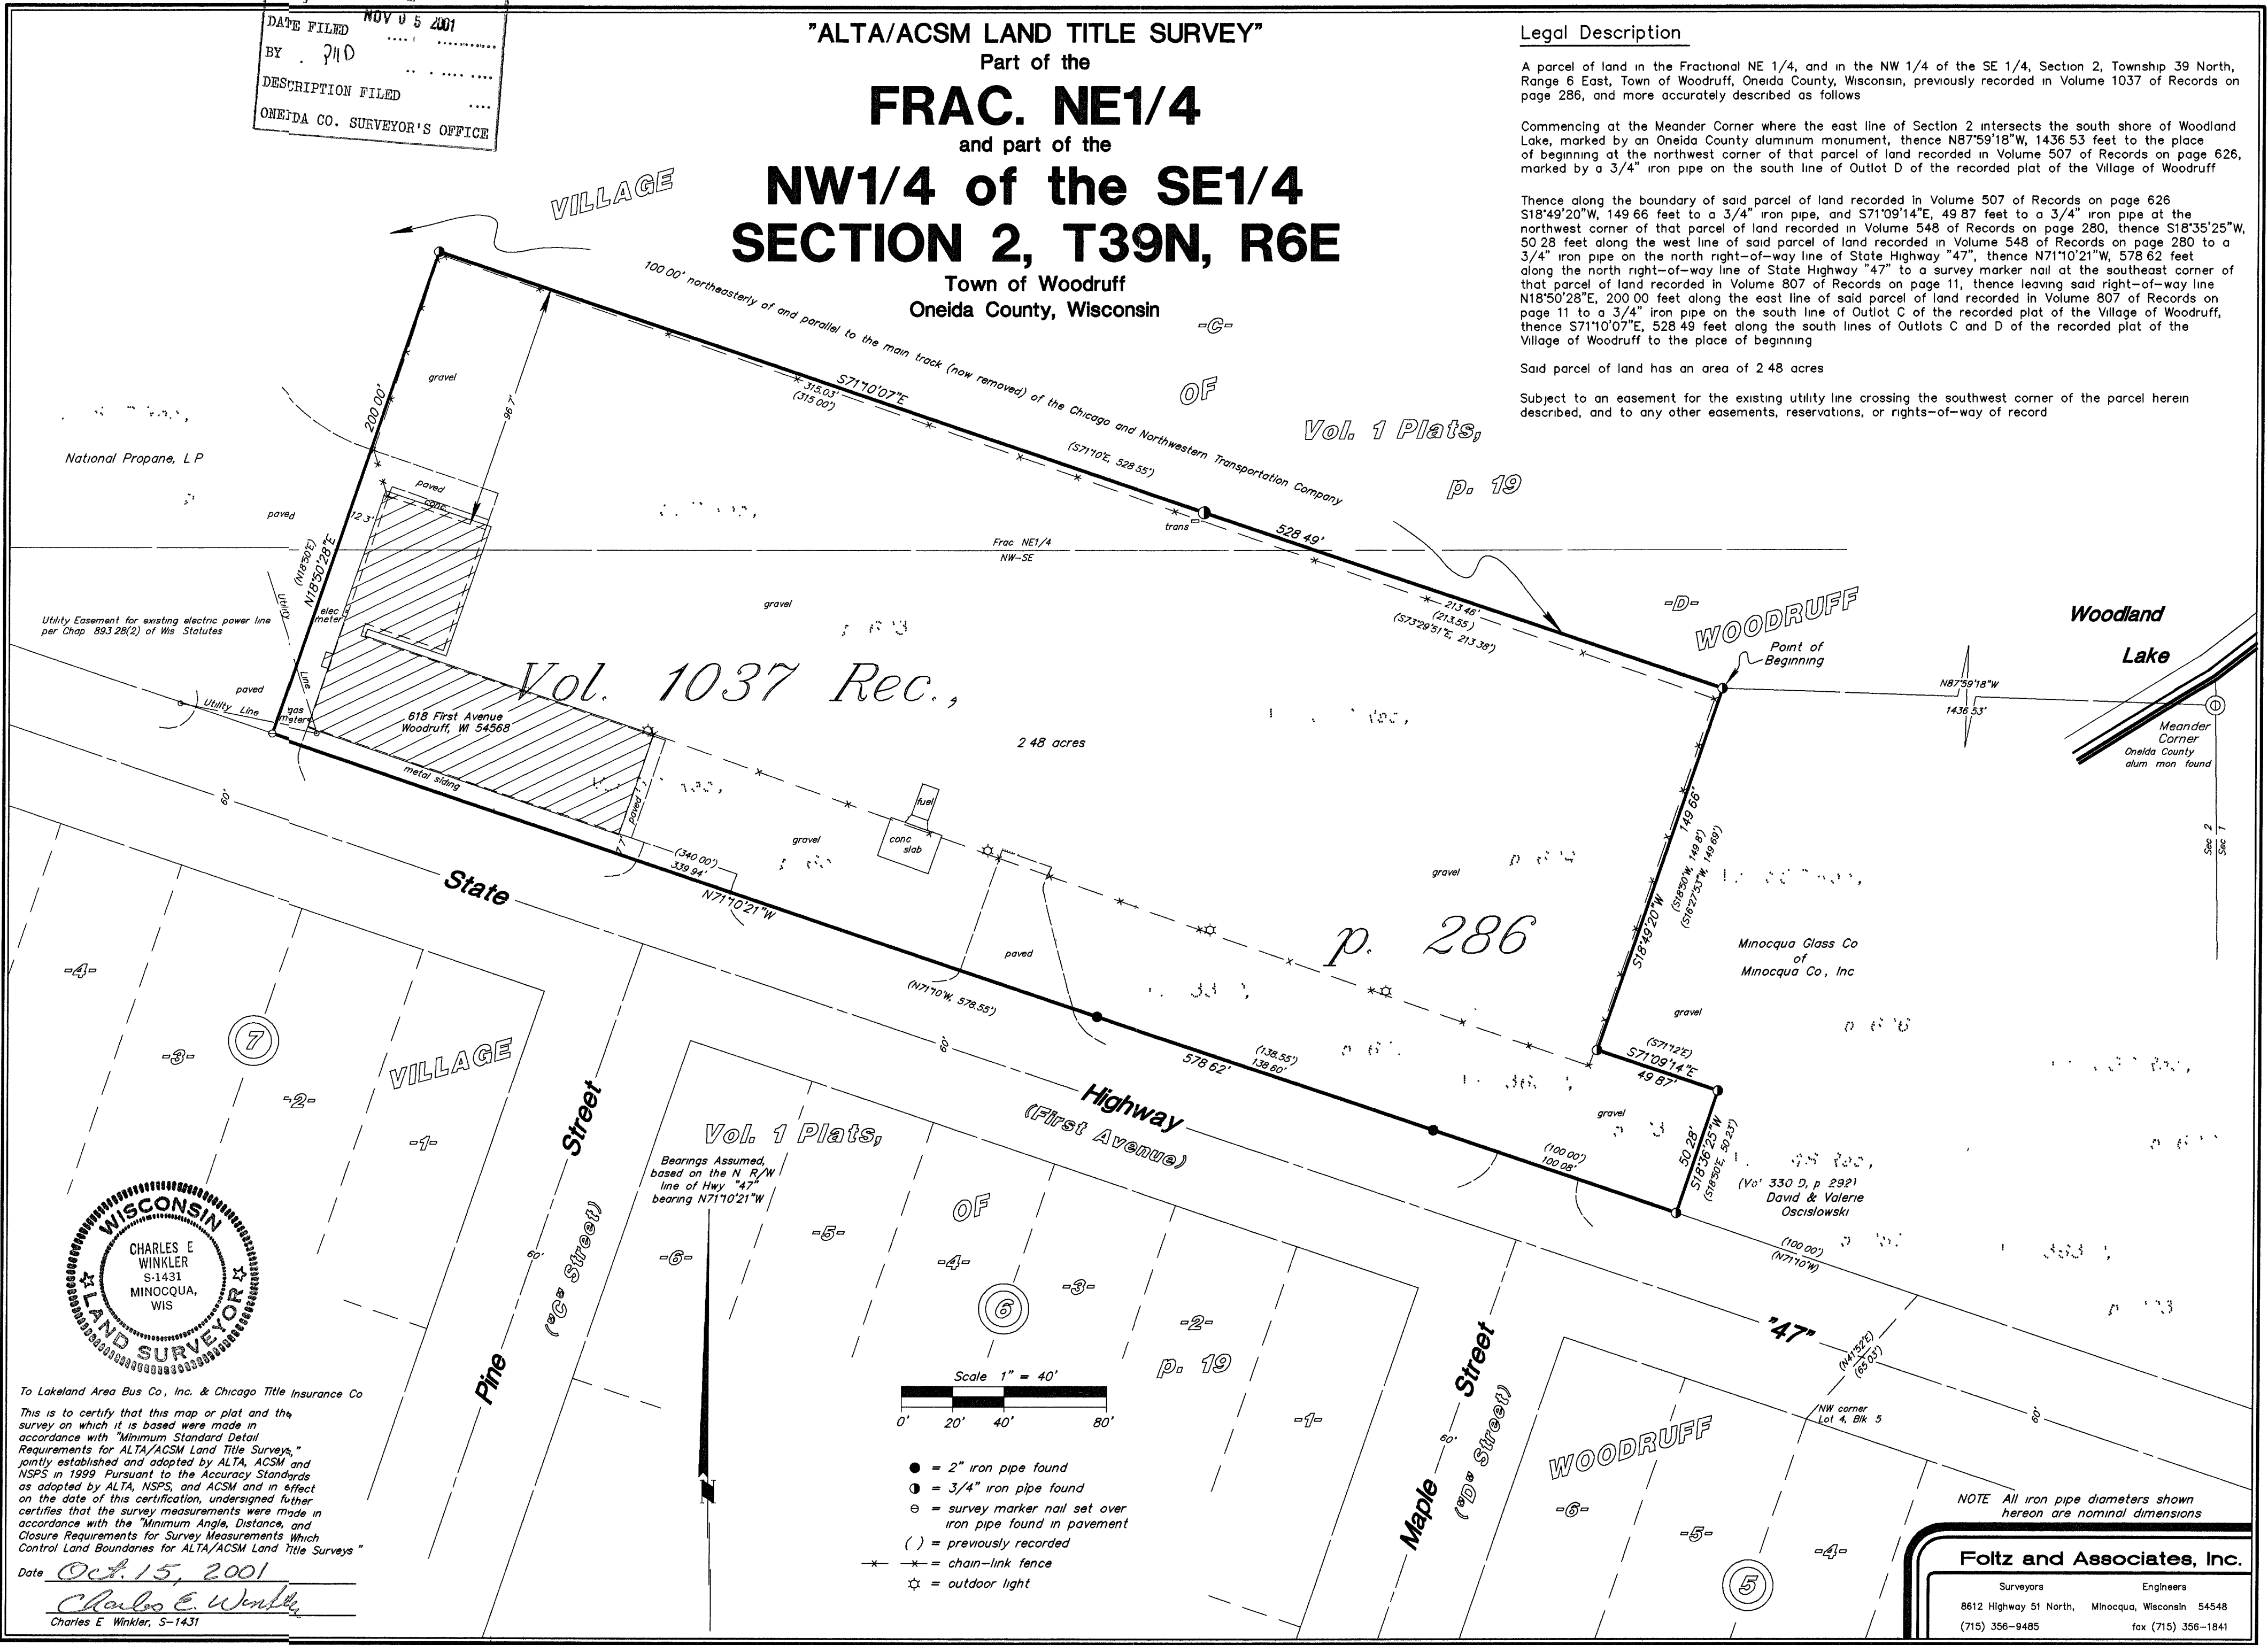 DATE FILED NOV 05 2001
BY
DESCRIPTION FILED
ONEIDA CO. SURVEYOR'S OFFICE
"ALTA/ACSM LAND TITLE SURVEY"
Part of the
FRAC. NE1/4
and part of the
NW1/4 of the SE1/4
SECTION 2, T39N, R6E
Town of Woodruff
Oneida County, Wisconsin
Legal Description
A parcel of land in the Fractional NE 1/4, and in the NW 1/4 of the SE 1/4, Section 2, Township 39 North,
Range 6 East, Town of Woodruff, Oneida County, Wisconsin, previously recorded in Volume 1037 of Records on
page 286, and more accurately described as follows
Commencing at the Meander Corner where the east line of Section 2 intersects the south shore of Woodland
Lake, marked by an Oneida County aluminum monument, thence N87°59'18"W, 1436 53 feet to the place
of beginning at the northwest corner of that parcel of land recorded in Volume 507 of Records on page 626,
marked by a 3/4" iron pipe on the south line of Outlot D of the recorded plat of the Village of Woodruff
Thence along the boundary of said parcel of land recorded in Volume 507 of Records on page 626
S18°49'20"W, 149 66 feet to a 3/4" iron pipe, and S71°09'14"E, 49 87 feet to a 3/4" iron pipe at the
northwest corner of that parcel of land recorded in Volume 548 of Records on page 280, thence S18°35'25"W,
50 28 feet along the west line of said parcel of land recorded in Volume 548 of Records on page 280 to a
3/4" iron pipe on the north right-of-way line of State Highway "47", thence N71°10'21"W, 578 62 feet
along the north right-of-way line of State Highway "47" to a survey marker nail at the southeast corner of
that parcel of land recorded in Volume 807 of Records on page 11, thence leaving said right-of-way line
N18°50'28"E, 200 00 feet along the east line of said parcel of land recorded in Volume 807 of Records on
page 11 to a 3/4" iron pipe on the south line of Outlot C of the recorded plat of the Village of Woodruff,
thence S71°10'07"E, 528 49 feet along the south lines of Outlots C and D of the recorded plat of the
Village of Woodruff to the place of beginning
Said parcel of land has an area of 2 48 acres
Subject to an easement for the existing utility line crossing the southwest corner of the parcel herein
described, and to any other easements, reservations, or rights-of-way of record
VILLAGE
-C-
OF
Vol. 1 Plats,
p. 19
-D-
WOODRUFF
100 00' northeasterly of and parallel to the main track (now removed) of the Chicago and Northwestern Transportation Company
S71°10'07"E
315.03'
(315 00')
(S71°10'E, 528 55')
528 49'
213 46'
(213.55)
(S73°29'51"E, 213 38')
trans
Point of
Beginning
Woodland
Lake
N87°59'18"W
1436 53'
Meander
Corner
Oneida County
alum mon found
Sec 2
Sec 1
gravel
200 00'
96 7'
National Propane, L P
paved
paved
conc
12 3'
(N18°50'E)
N18°50'28"E
Frac NE1/4
NW-SE
Utility Easement for existing electric power line
per Chap 893 28(2) of Wis Statutes
Utility
Line
elec
meter
gravel
paved
Utility Line
gas
meter
618 First Avenue
Woodruff, WI 54568
metal siding
paved
Vol. 1037 Rec.,
2 48 acres
p. 286
fuel
conc
slab
gravel
gravel
paved
(340 00')
339 94'
N71°10'21"W
(N71°10'W, 578.55')
578 62'
(138.55')
138 60'
(100 00')
100 08'
149 66'
S18°49'20"W
(S18°50'W, 149 8')
(S16°27'53"W, 149 69')
Minocqua Glass Co
of
Minocqua Co, Inc
gravel
(S71°12'E)
S71°09'14"E
49 87'
gravel
50 28'
S18°36'25"W
(S18°50'E, 50 23')
(Vo' 330 D, p 292)
David & Valerie
Oscislowski
(100 00')
(N71°10'W)
State
Highway
"47"
(First Avenue)
60'
60'
60'
(N41°52'E)
(65 03')
NW corner
Lot 4, Blk 5
-4-
-3-
7
-2-
-1-
VILLAGE
Pine Street
("C" Street)
60'
Vol. 1 Plats,
Bearings Assumed,
based on the N R/W
line of Hwy "47"
bearing N71°10'21"W
N
-6-
-5-
OF
-4-
6
-3-
-2-
p. 19
-1-
Maple Street
("D" Street)
60'
WOODRUFF
-6-
-5-
-4-
5
Scale 1" = 40'
0' 20' 40' 80'
= 2" iron pipe found
= 3/4" iron pipe found
= survey marker nail set over
iron pipe found in pavement
( ) = previously recorded
= chain-link fence
= outdoor light
WISCONSIN
CHARLES E
WINKLER
S-1431
MINOCQUA,
WIS
LAND SURVEYOR
To Lakeland Area Bus Co, Inc. & Chicago Title Insurance Co
This is to certify that this map or plat and the
survey on which it is based were made in
accordance with "Minimum Standard Detail
Requirements for ALTA/ACSM Land Title Surveys,"
jointly established and adopted by ALTA, ACSM and
NSPS in 1999 Pursuant to the Accuracy Standards
as adopted by ALTA, NSPS, and ACSM and in effect
on the date of this certification, undersigned futher
certifies that the survey measurements were made in
accordance with the "Minimum Angle, Distance, and
Closure Requirements for Survey Measurements Which
Control Land Boundaries for ALTA/ACSM Land Title Surveys"
Date Oct. 15, 2001
Charles E. Winkler
Charles E Winkler, S-1431
NOTE All iron pipe diameters shown
hereon are nominal dimensions
Foltz and Associates, Inc.
Surveyors Engineers
8612 Highway 51 North, Minocqua, Wisconsin 54548
(715) 356-9485 fax (715) 356-1841